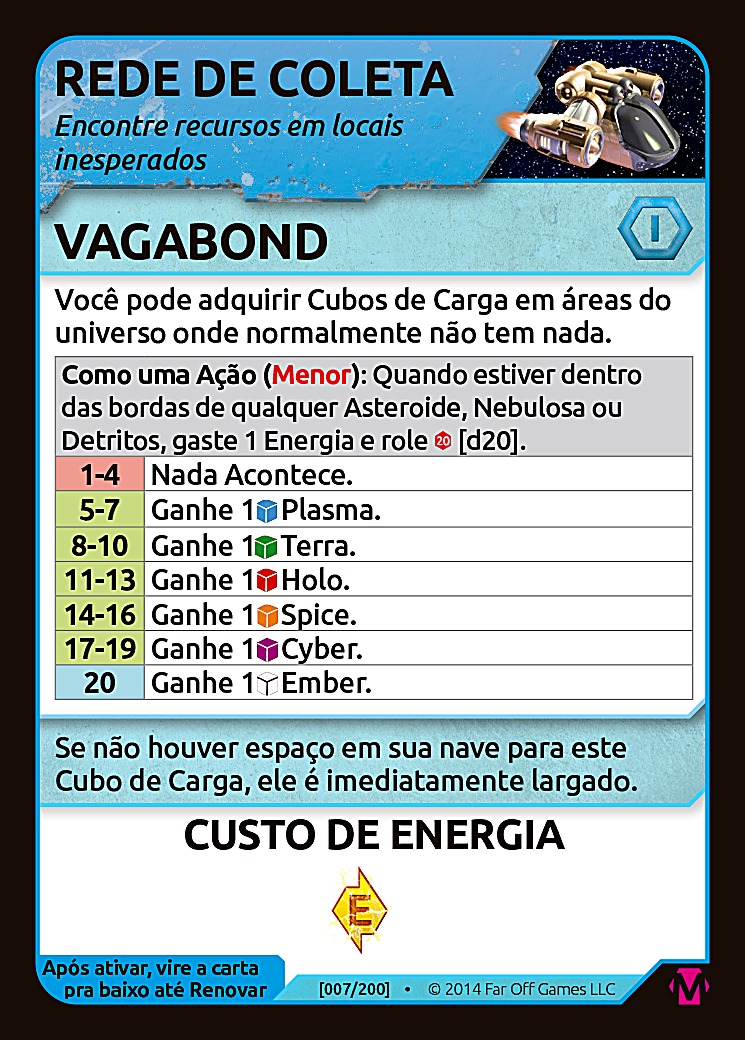 REDE DE COLETA
Encontre recursos em locais
inesperados
VAGABOND
I
Você pode adquirir Cubos de Carga em áreas do
universo onde normalmente não tem nada.
Como uma Ação (Menor): Quando estiver dentro
das bordas de qualquer Asteroide, Nebulosa ou
Detritos, gaste 1 Energia e role 20 [d20].
1-4 Nada Acontece.
5-7 Ganhe 1 Plasma.
8-10 Ganhe 1 Terra.
11-13 Ganhe 1 Holo.
14-16 Ganhe 1 Spice.
17-19 Ganhe 1 Cyber.
20 Ganhe 1 Ember.
Se não houver espaço em sua nave para este
Cubo de Carga, ele é imediatamente largado.
CUSTO DE ENERGIA
E
Após ativar, vire a carta
pra baixo até Renovar
[007/200] • © 2014 Far Off Games LLC
M